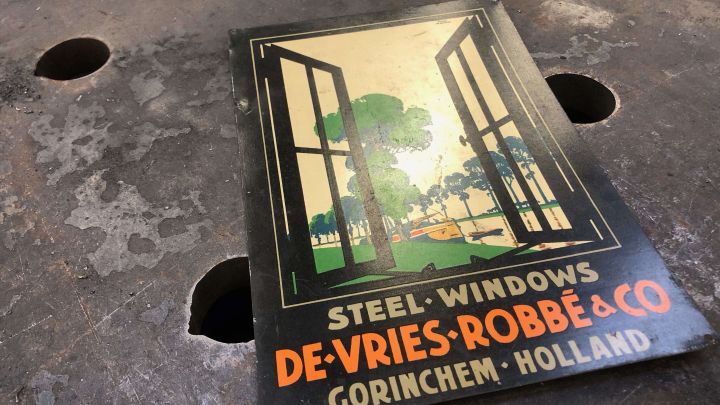 STEEL·WINDOWS
DE·VRIES·ROBBÉ & CO
GORINCHEM·HOLLAND